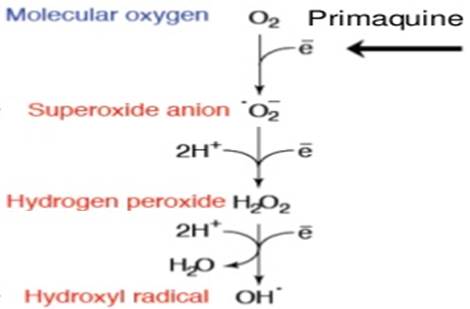 Molecular oxygen O₂ Primaquine
ē
Superoxide anion ˙O₂⁻
2H⁺ ē
Hydrogen peroxide H₂O₂
2H⁺ ē
H₂O
Hydroxyl radical OH˙